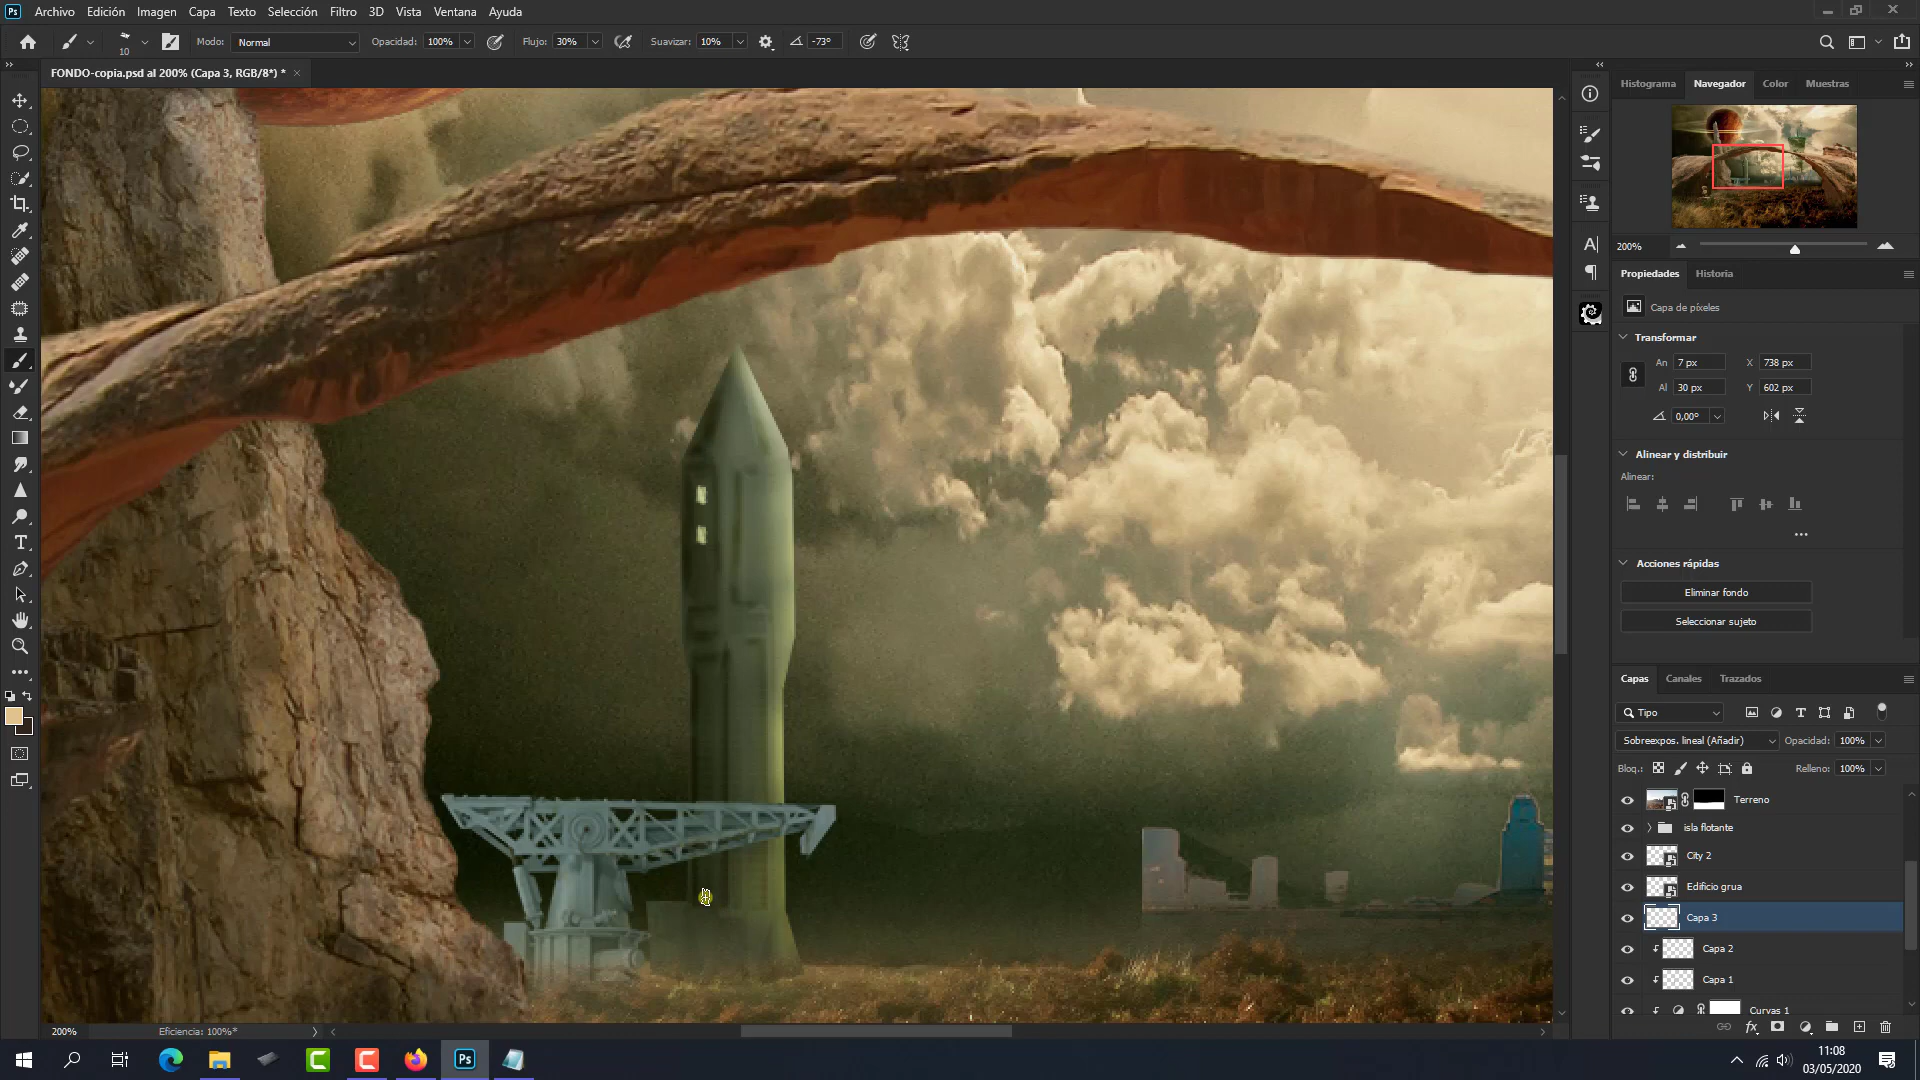 Ps Archivo Edición Imagen Capa Texto Selección Filtro 3D Vista Ventana Ayuda
10 Modo: Normal Opacidad: 100% Flujo: 30% Suavizar: 10% -73°
FONDO-copia.psd al 200% (Capa 3, RGB/8*) * ×
Histograma Navegador Color Muestras
200%
Propiedades Historia
Capa de píxeles
Transformar
An 7 px X 738 px
Al 30 px Y 602 px
0,00°
Alinear y distribuir
Alinear:
Acciones rápidas
Eliminar fondo
Seleccionar sujeto
Capas Canales Trazados
Tipo
Sobreexpos. lineal (Añadir) Opacidad: 100%
Bloq.: Relleno: 100%
Terreno
isla flotante
City 2
Edificio grua
Capa 3
Capa 2
Capa 1
Curvas 1
fx
200% Eficiencia: 100%*
Ps
11:08
03/05/2020